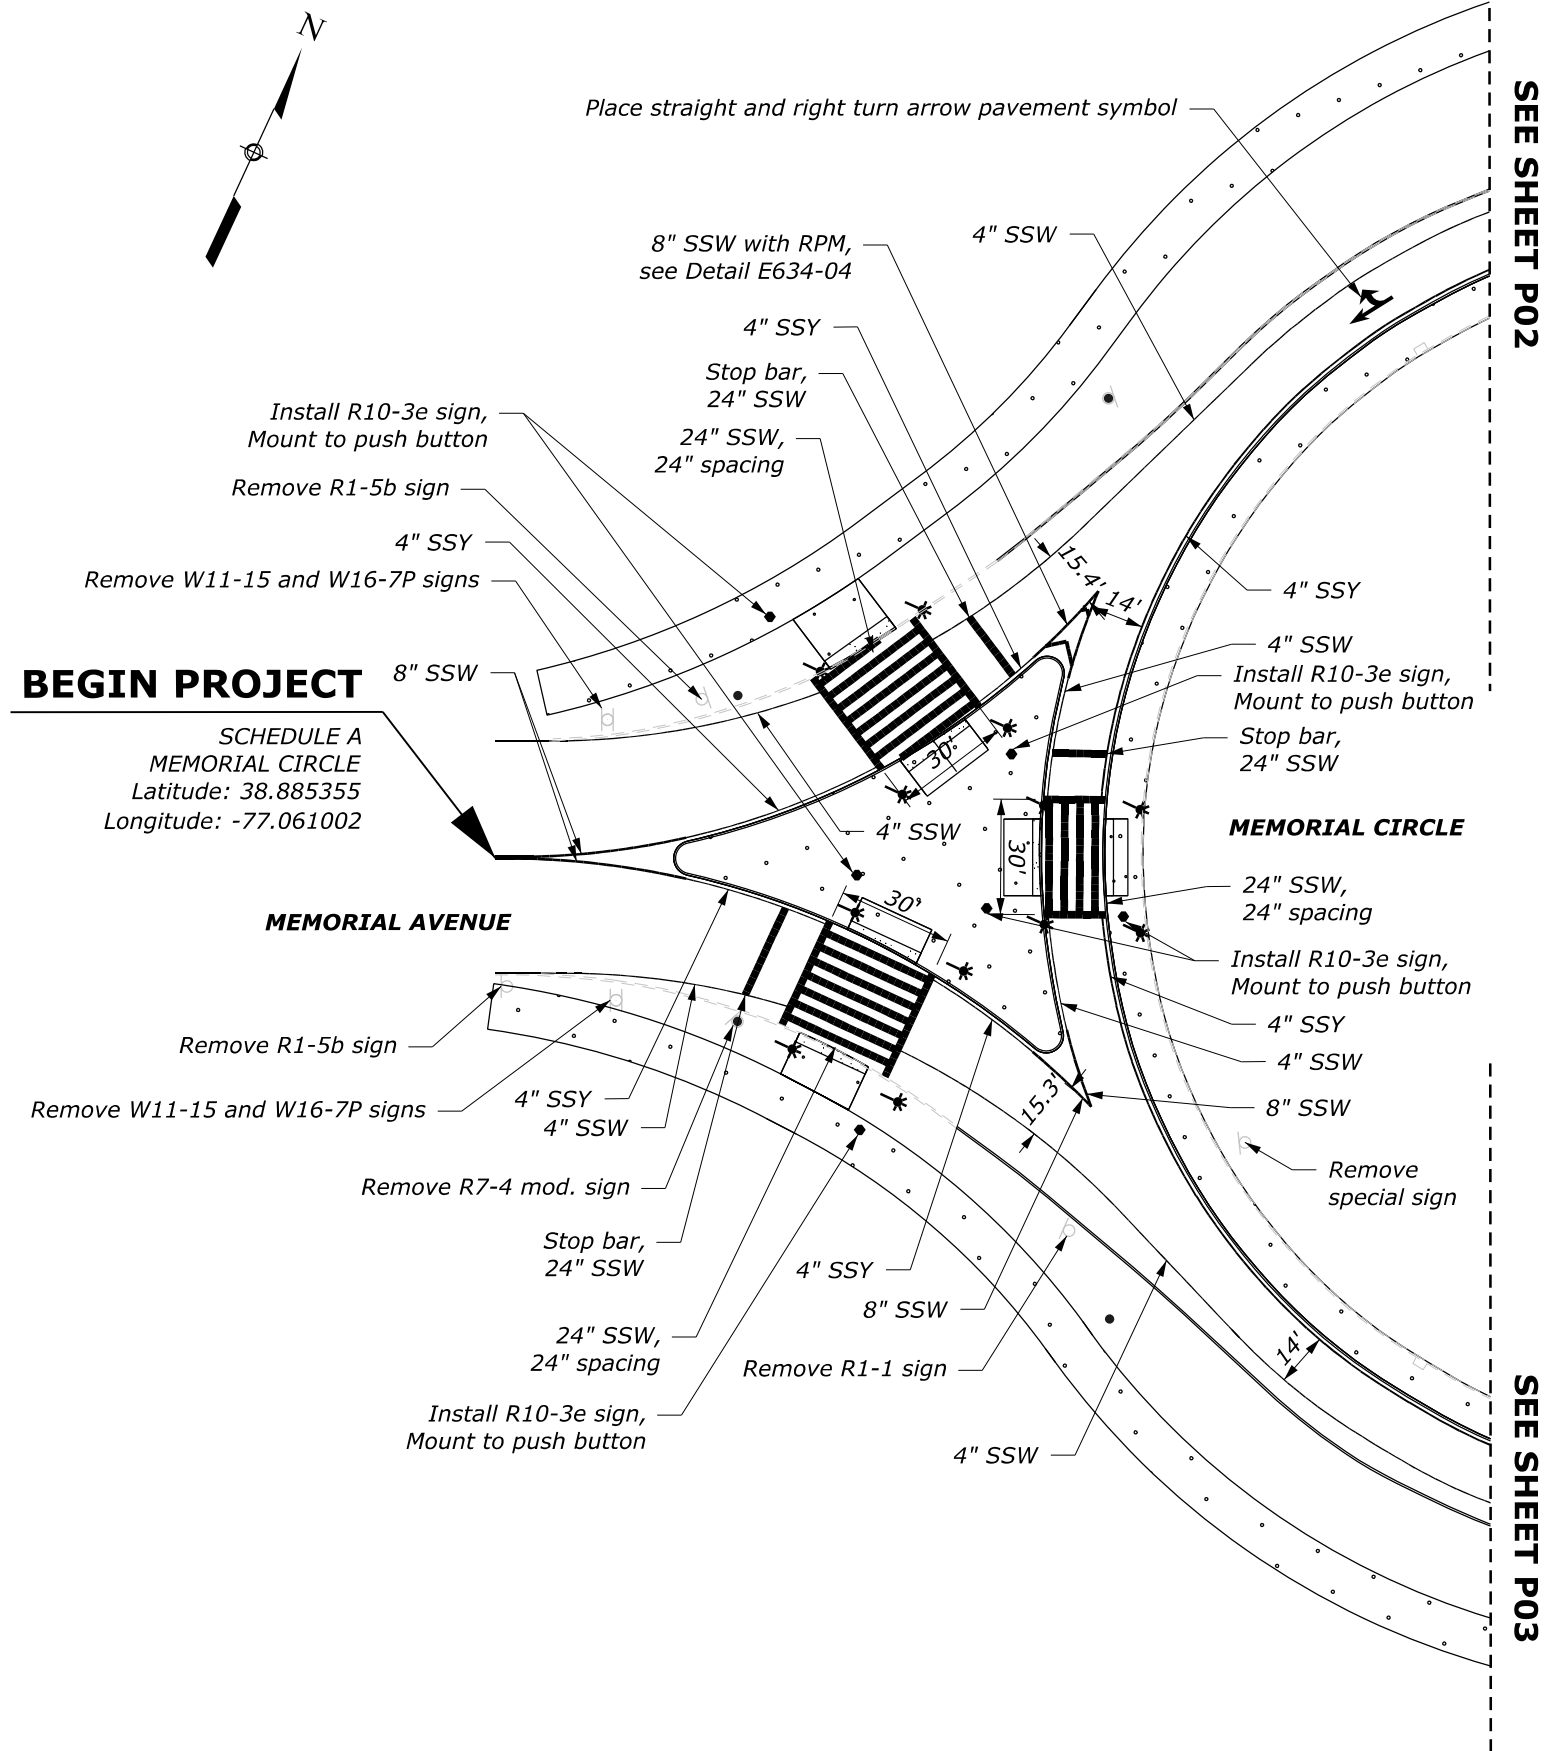 N
SEE SHEET P02
Place straight and right turn arrow pavement symbol
8" SSW with RPM,
see Detail E634-04
4" SSW
4" SSY
Stop bar,
24" SSW
24" SSW,
24" spacing
Install R10-3e sign,
Mount to push button
Remove R1-5b sign
4" SSY
Remove W11-15 and W16-7P signs
15.4'
14'
4" SSY
4" SSW
Install R10-3e sign,
Mount to push button
BEGIN PROJECT
8" SSW
SCHEDULE A
MEMORIAL CIRCLE
Latitude: 38.885355
Longitude: -77.061002
30'
Stop bar,
24" SSW
4" SSW
MEMORIAL CIRCLE
30'
24" SSW,
24" spacing
30'
MEMORIAL AVENUE
Install R10-3e sign,
Mount to push button
4" SSY
4" SSW
Remove R1-5b sign
Remove W11-15 and W16-7P signs
4" SSY
4" SSW
15.3'
8" SSW
Remove
special sign
Remove R7-4 mod. sign
Stop bar,
24" SSW
4" SSY
8" SSW
24" SSW,
24" spacing
Remove R1-1 sign
14'
Install R10-3e sign,
Mount to push button
4" SSW
SEE SHEET P03